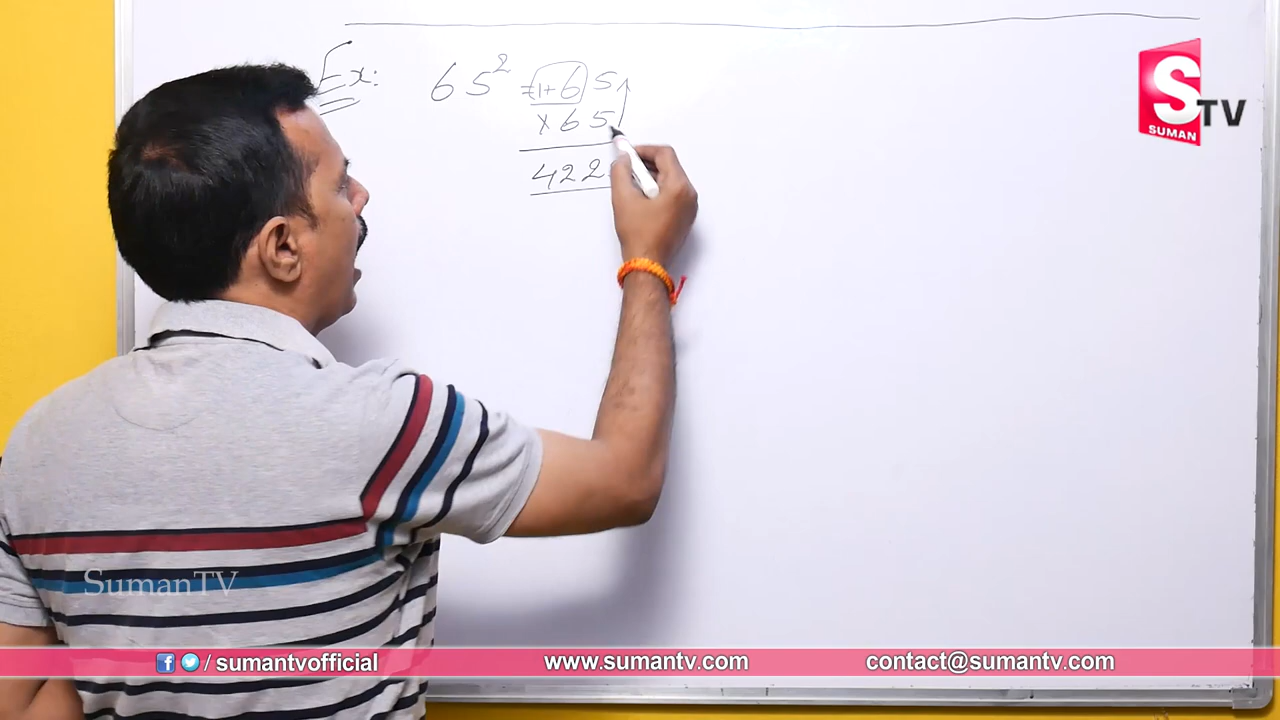 Ex: 65² = 1+6 5
× 65
422
S TV
SUMAN
SumanTV
/ sumantvofficial www.sumantv.com contact@sumantv.com